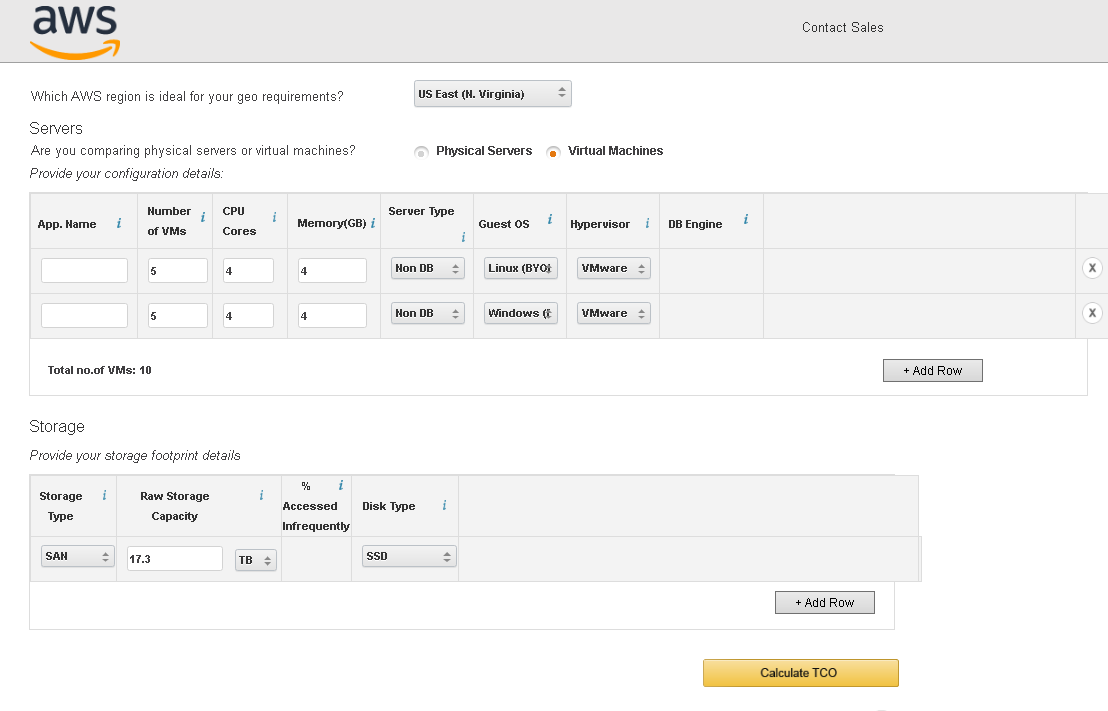 aws
Contact Sales
Which AWS region is ideal for your geo requirements?
US East (N. Virginia)
Servers
Are you comparing physical servers or virtual machines?
Physical Servers
Virtual Machines
Provide your configuration details:
App. Name i
Number of VMs i
CPU Cores i
Memory(GB) i
Server Type i
Guest OS i
Hypervisor i
DB Engine i
5 4 4 Non DB Linux (BYO VMware X
5 4 4 Non DB Windows ( VMware X
Total no.of VMs: 10
+ Add Row
Storage
Provide your storage footprint details
Storage Type i
Raw Storage Capacity i
% Accessed Infrequently i
Disk Type i
SAN 17.3 TB SSD
+ Add Row
Calculate TCO